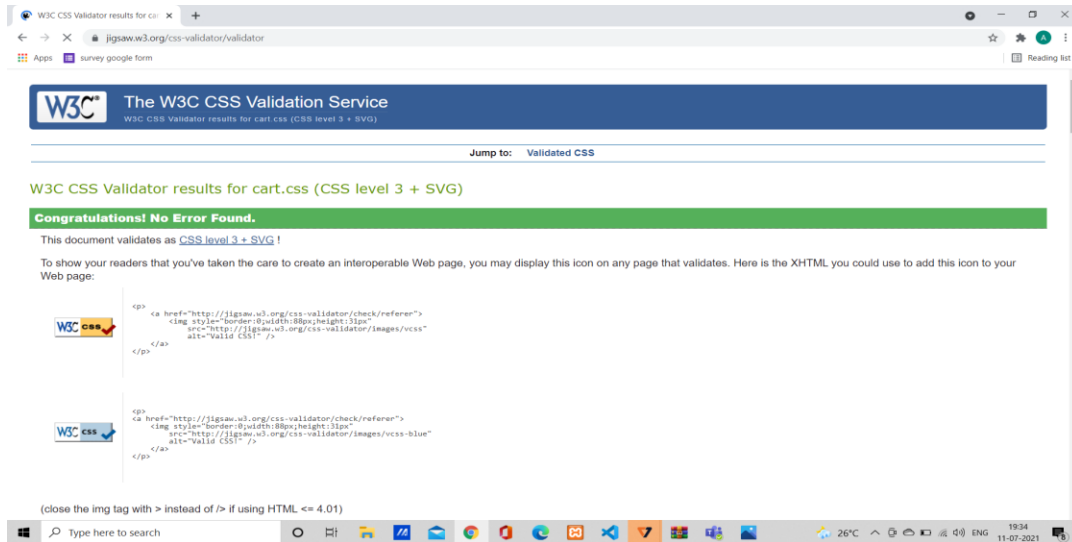 W3C CSS Validator results for car
jigsaw.w3.org/css-validator/validator
A
Apps survey google form Reading list
W3C®
The W3C CSS Validation Service
W3C CSS Validator results for cart.css (CSS level 3 + SVG)
Jump to: Validated CSS
W3C CSS Validator results for cart.css (CSS level 3 + SVG)
Congratulations! No Error Found.
This document validates as CSS level 3 + SVG !
To show your readers that you've taken the care to create an interoperable Web page, you may display this icon on any page that validates. Here is the XHTML you could use to add this icon to your
Web page:
W3C css
<p>
<a href="http://jigsaw.w3.org/css-validator/check/referer">
<img style="border:0;width:88px;height:31px"
src="http://jigsaw.w3.org/css-validator/images/vcss"
alt="Valid CSS!" />
</a>
</p>
W3C css
<p>
<a href="http://jigsaw.w3.org/css-validator/check/referer">
<img style="border:0;width:88px;height:31px"
src="http://jigsaw.w3.org/css-validator/images/vcss-blue"
alt="Valid CSS!" />
</a>
</p>
(close the img tag with > instead of /> if using HTML <= 4.01)
Type here to search 26°C ENG 19:34
11-07-2021 8